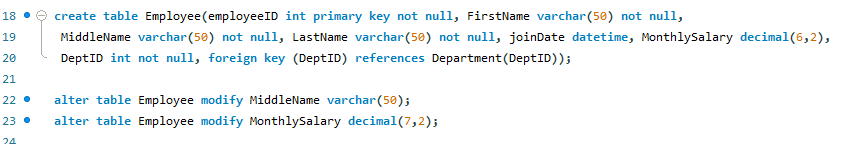 18 create table Employee(employeeID int primary key not null, FirstName varchar(50) not null,
19 MiddleName varchar(50) not null, LastName varchar(50) not null, joinDate datetime, MonthlySalary decimal(6,2),
20 DeptID int not null, foreign key (DeptID) references Department(DeptID));
21
22 alter table Employee modify MiddleName varchar(50);
23 alter table Employee modify MonthlySalary decimal(7,2);
24